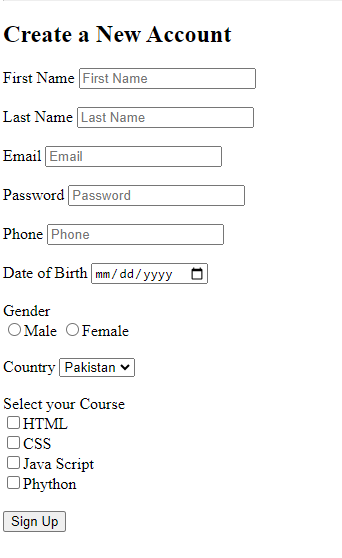 Create a New Account
First Name First Name
Last Name Last Name
Email Email
Password Password
Phone Phone
Date of Birth mm/dd/yyyy
Gender
Male Female
Country Pakistan
Select your Course
HTML
CSS
Java Script
Phython
Sign Up